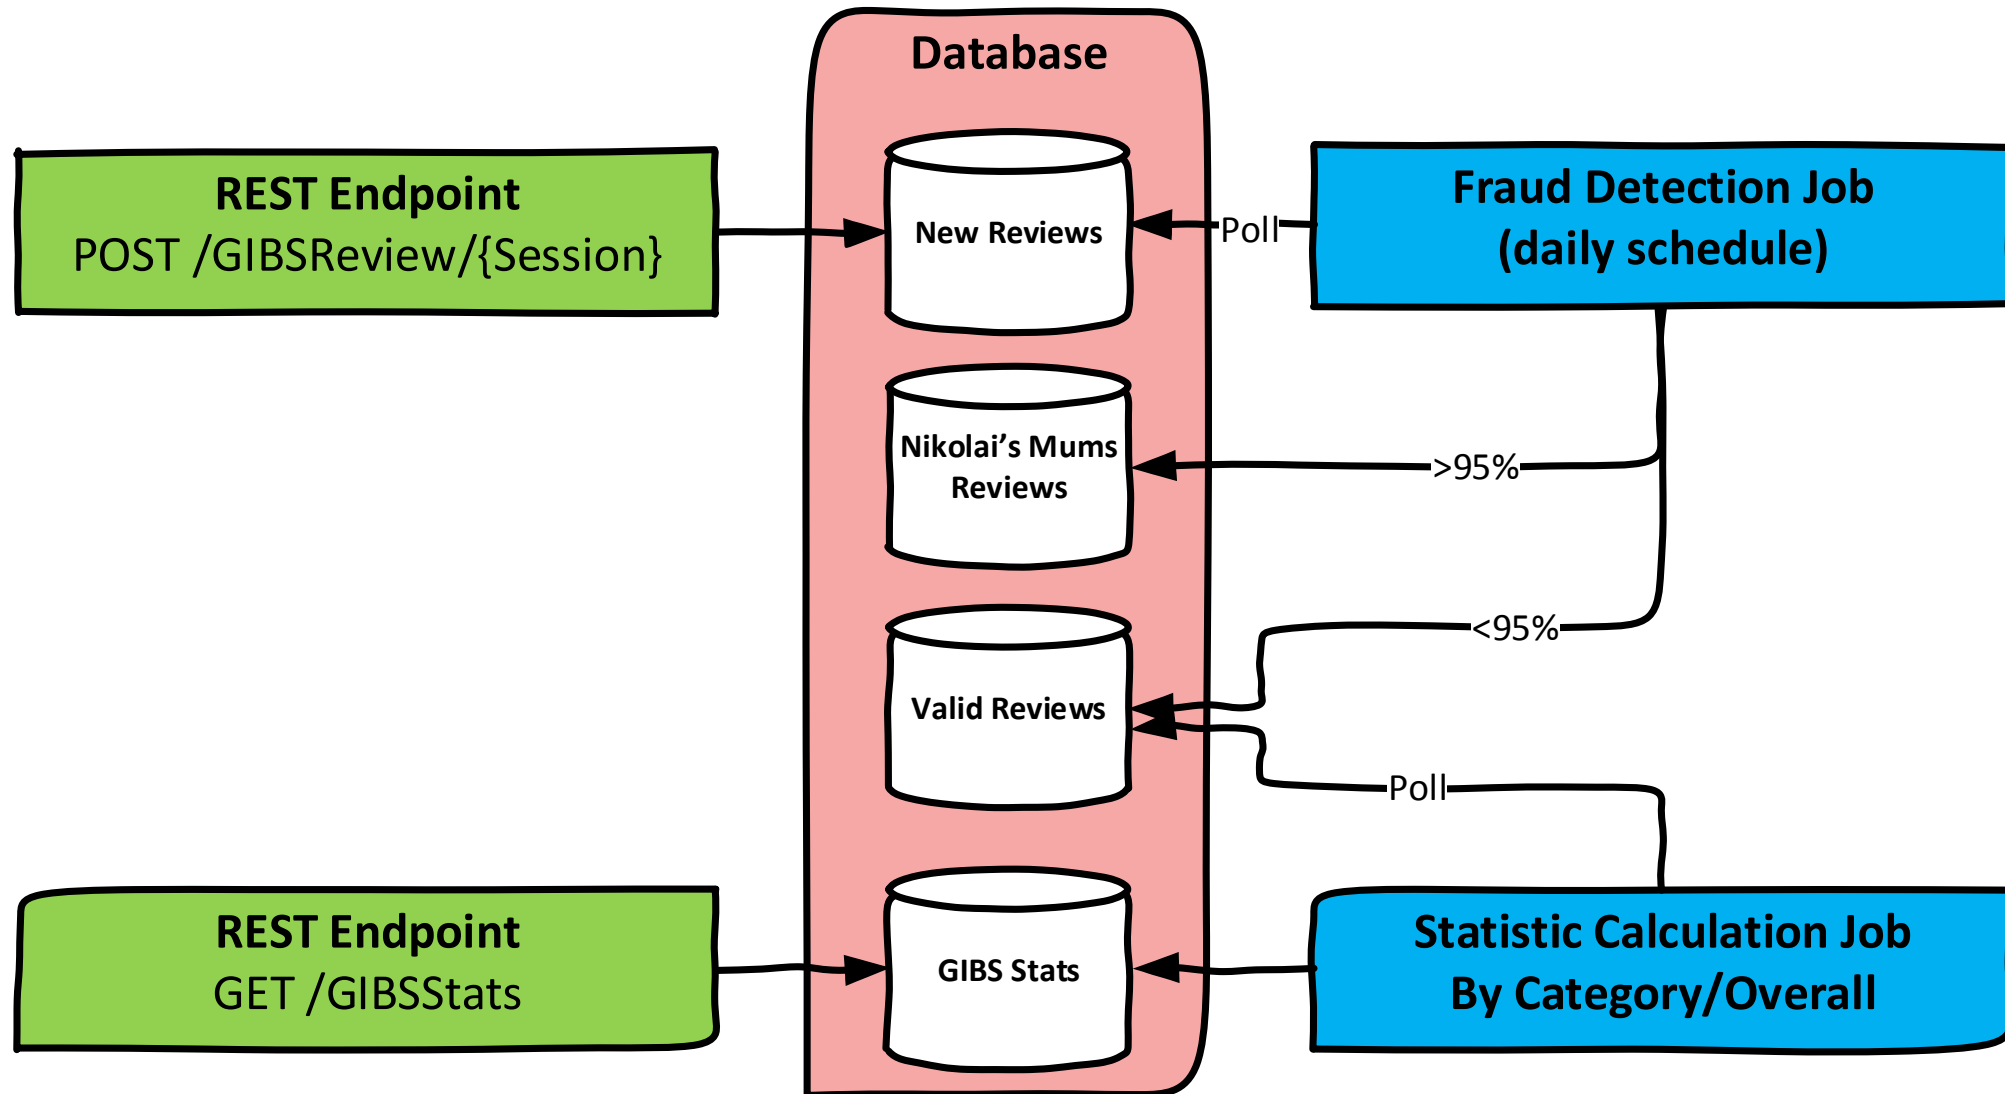 Database
REST Endpoint
POST /GIBSReview/{Session}
New Reviews
Poll
Fraud Detection Job
(daily schedule)
Nikolai's Mums
Reviews
>95%
<95%
Valid Reviews
Poll
REST Endpoint
GET /GIBSStats
GIBS Stats
Statistic Calculation Job
By Category/Overall